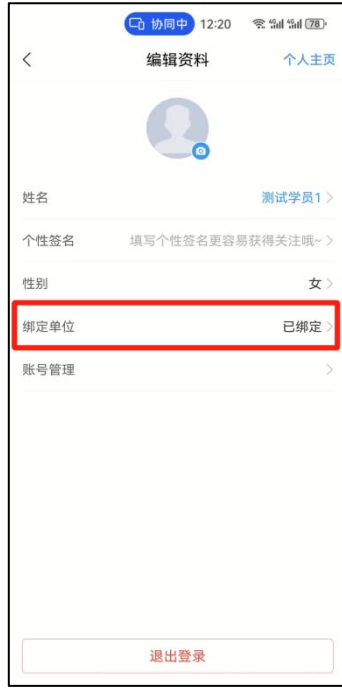 协同中 12:20 78
编辑资料 个人主页
姓名 测试学员1
个性签名 填写个性签名更容易获得关注哦~
性别 女
绑定单位 已绑定
账号管理
退出登录